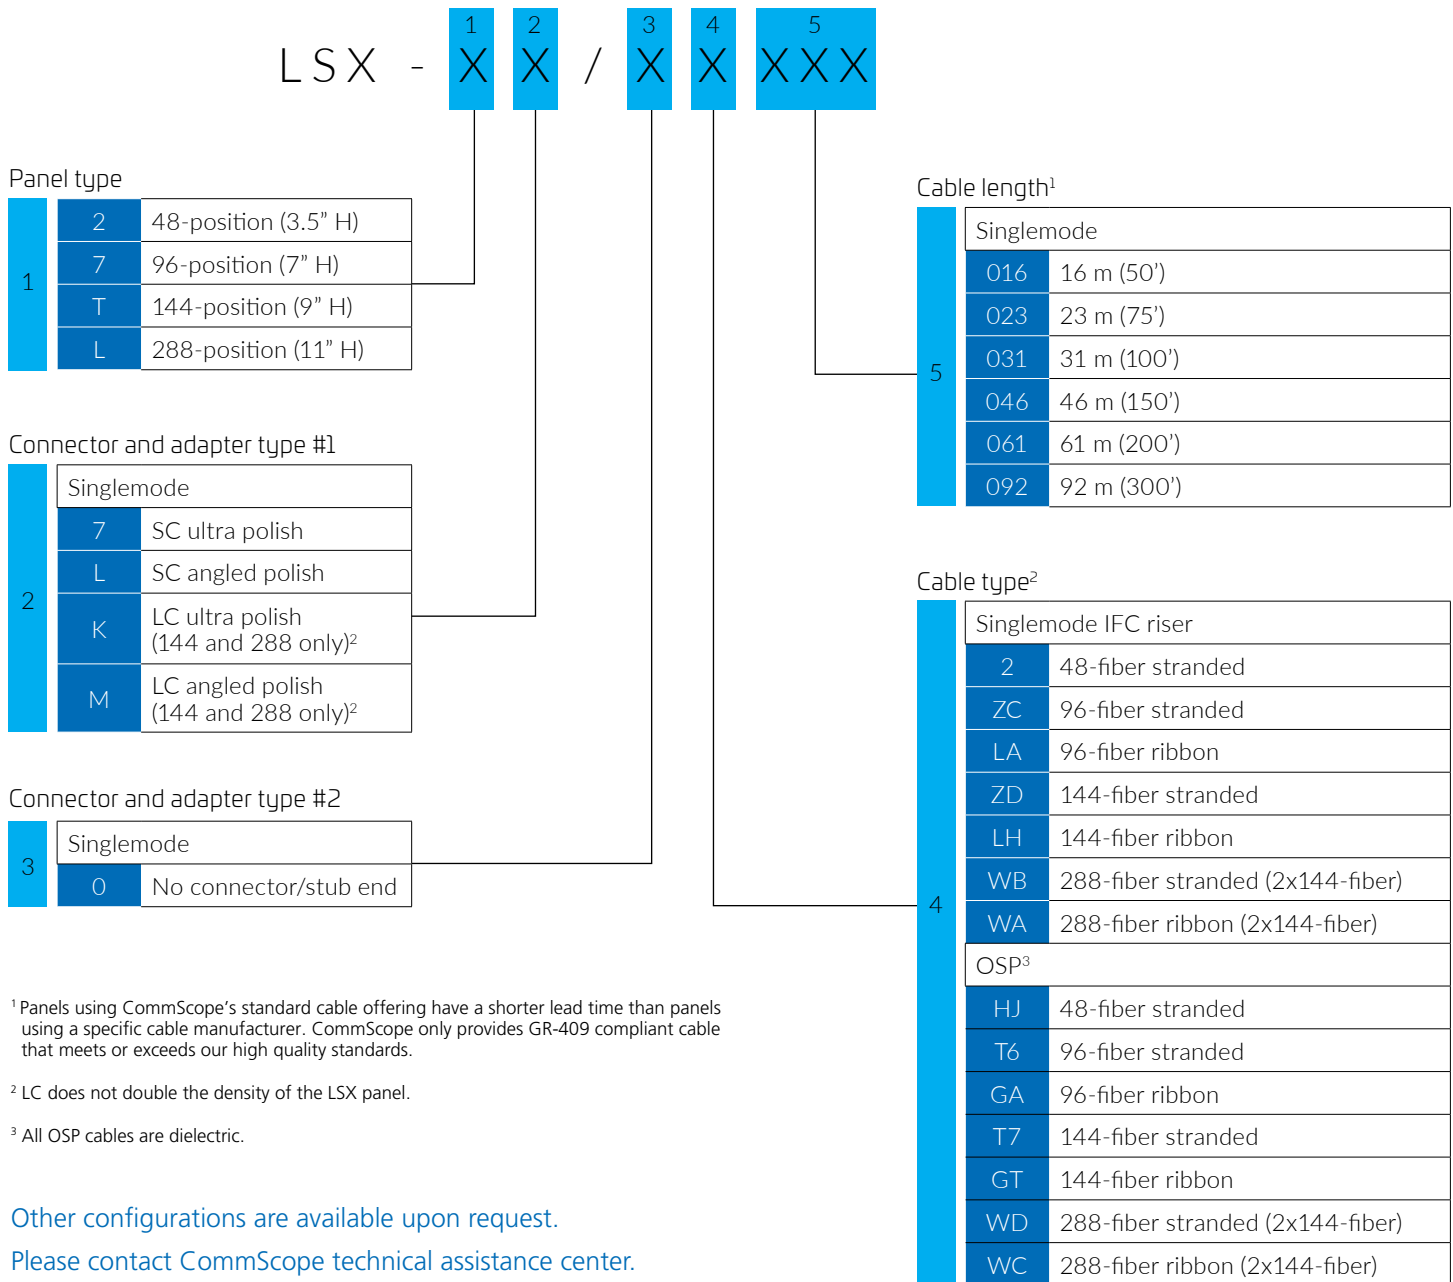 1 2 3 4 5
LSX - X X / X X XXX
Panel type
1
2 48-position (3.5” H)
7 96-position (7” H)
T 144-position (9” H)
L 288-position (11” H)
Connector and adapter type #1
2
Singlemode
7 SC ultra polish
L SC angled polish
K LC ultra polish
(144 and 288 only)2
M LC angled polish
(144 and 288 only)2
Connector and adapter type #2
3
Singlemode
0 No connector/stub end
Cable length1
5
Singlemode
016 16 m (50’)
023 23 m (75’)
031 31 m (100’)
046 46 m (150’)
061 61 m (200’)
092 92 m (300’)
Cable type2
4
Singlemode IFC riser
2 48-fiber stranded
ZC 96-fiber stranded
LA 96-fiber ribbon
ZD 144-fiber stranded
LH 144-fiber ribbon
WB 288-fiber stranded (2x144-fiber)
WA 288-fiber ribbon (2x144-fiber)
OSP3
HJ 48-fiber stranded
T6 96-fiber stranded
GA 96-fiber ribbon
T7 144-fiber stranded
GT 144-fiber ribbon
WD 288-fiber stranded (2x144-fiber)
WC 288-fiber ribbon (2x144-fiber)
1 Panels using CommScope’s standard cable offering have a shorter lead time than panels
using a specific cable manufacturer. CommScope only provides GR-409 compliant cable
that meets or exceeds our high quality standards.
2 LC does not double the density of the LSX panel.
3 All OSP cables are dielectric.
Other configurations are available upon request.
Please contact CommScope technical assistance center.